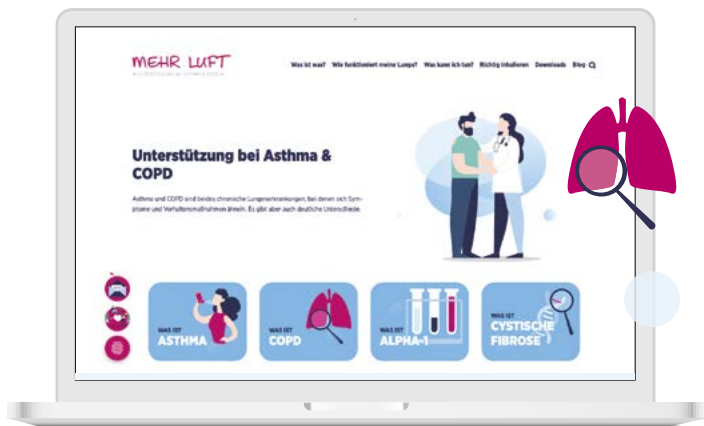 MEHR LUFT
Was ist was? Wie funktioniert meine Lunge? Was kann ich tun? Richtig inhalieren Downloads Blog
Unterstützung bei Asthma &
COPD
Asthma und COPD sind beides chronische Lungenerkrankungen, bei denen sich Sym-
ptome und Verhaltensmaßnahmen ähneln. Es gibt aber auch deutliche Unterschiede.
WAS IST
ASTHMA
WAS IST
COPD
WAS IST
ALPHA-1
WAS IST
CYSTISCHE
FIBROSE